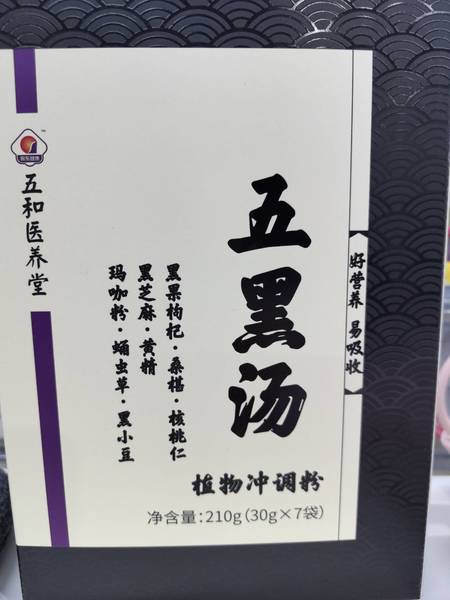 五和医养堂
五黑汤
黑果枸杞·桑椹·核桃仁
黑芝麻·黄精
玛咖粉·蛹虫草·黑小豆
好营养 易吸收
植物冲调粉
净含量:210g(30g×7袋)